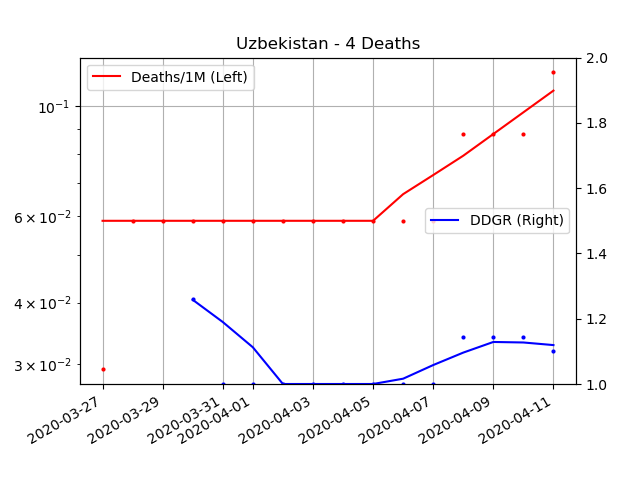 Uzbekistan - 4 Deaths
Deaths/1M (Left)
DDGR (Right)
10⁻¹
6 × 10⁻²
4 × 10⁻²
3 × 10⁻²
2.0
1.8
1.6
1.4
1.2
1.0
2020-03-27
2020-03-29
2020-03-31
2020-04-01
2020-04-03
2020-04-05
2020-04-07
2020-04-09
2020-04-11